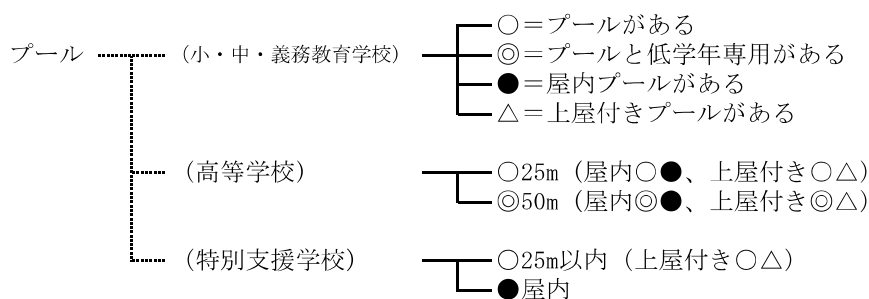 ○=プールがある
プール (小・中・義務教育学校) ◎=プールと低学年専用がある
●=屋内プールがある
△=上屋付きプールがある
(高等学校) ○25m (屋内○●、上屋付き○△)
◎50m (屋内◎●、上屋付き◎△)
(特別支援学校) ○25m以内 (上屋付き○△)
●屋内